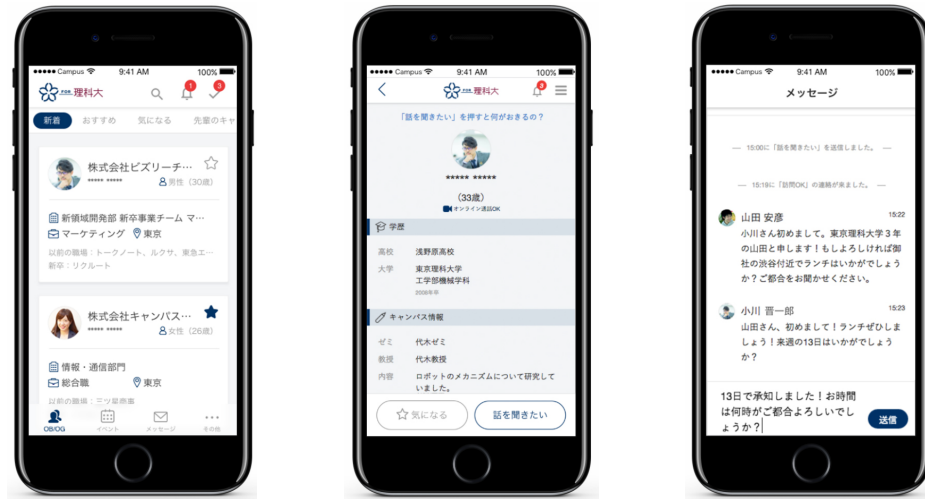 Campus
9:41 AM
100%
FOR 理科大
1
3
新着
おすすめ
気になる
先輩のキャ
株式会社ビズリーチ…
***** *****
男性（30歳）
新領域開発部 新卒事業チーム マ…
マーケティング
東京
以前の職場：トークノート、ルクサ、東急エ…
新卒：リクルート
株式会社キャンパス…
***** *****
女性（26歳）
情報・通信部門
総合職
東京
以前の職場：三ツ星商事
OB/OG
イベント
メッセージ
その他
Campus
9:41 AM
100%
FOR 理科大
3
「話を聞きたい」を押すと何がおきるの？
***** *****
（33歳）
オンライン通話OK
学歴
高校
浅野原高校
大学
東京理科大学
工学部機械学科
2008年卒
キャンパス情報
ゼミ
代木ゼミ
教授
代木教授
内容
ロボットのメカニズムについて研究して
いました。
気になる
話を聞きたい
Campus
9:41 AM
100%
メッセージ
15:00に「話を聞きたい」を送信しました。
15:18に「訪問OK」の連絡が来ました。
山田 安彦
15:22
小川さん初めまして。東京理科大学３年
の山田と申します！もしよろしければ御
社の渋谷付近でランチはいかがでしょう
か？ご都合をお聞かせください。
小川 晋一郎
15:23
山田さん、初めまして！ランチぜひしま
しょう！来週の13日はいかがでしょう
か？
13日で承知しました！お時間
は何時がご都合よろしいでし
ょうか？
送信